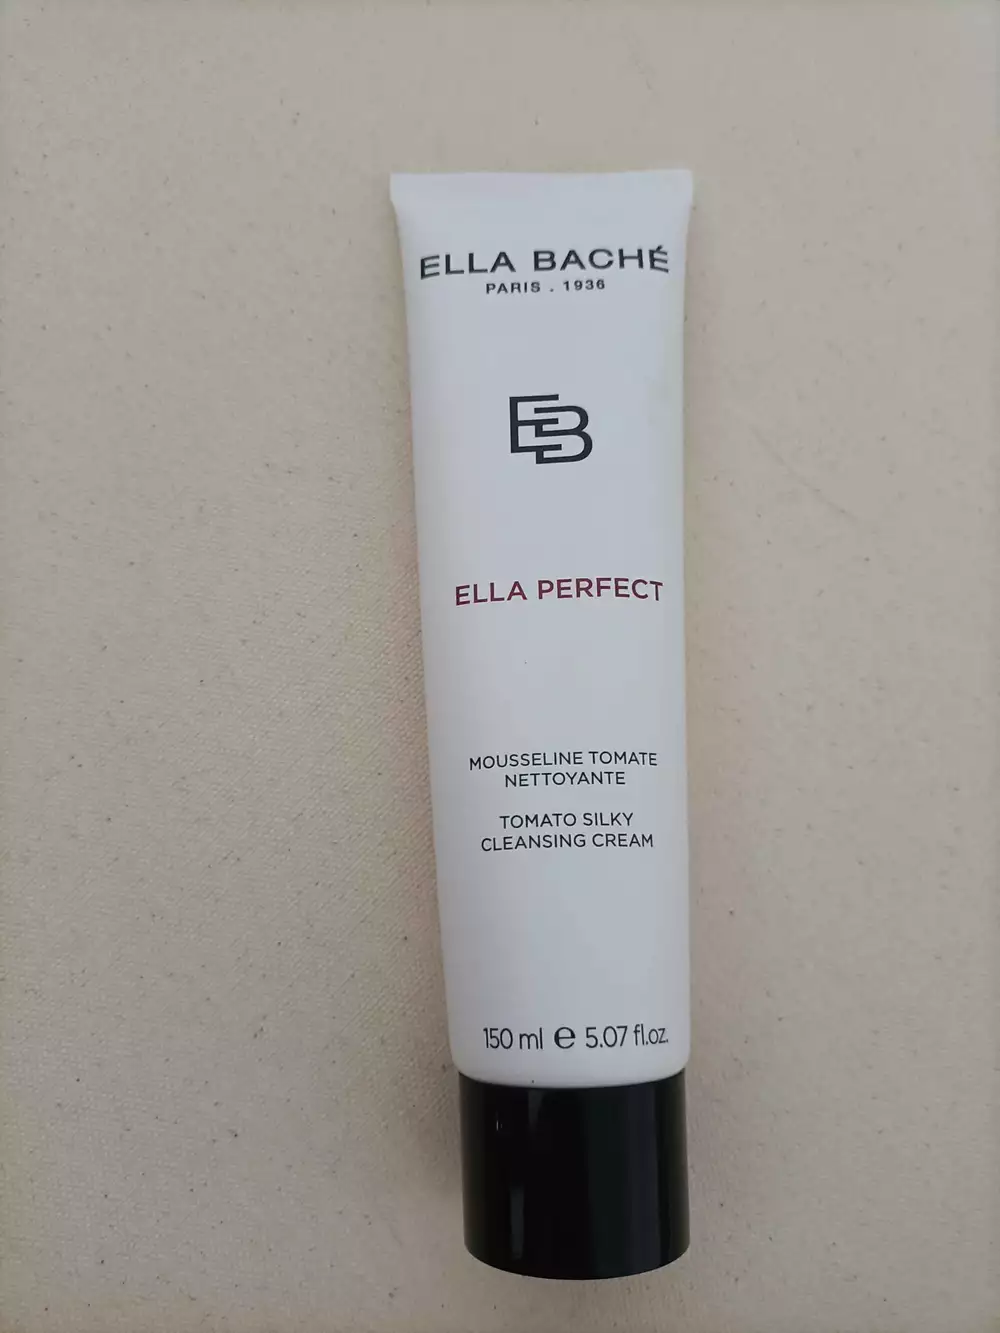 ELLA BACHÉ
PARIS . 1936
EB
ELLA PERFECT
MOUSSELINE TOMATE
NETTOYANTE
TOMATO SILKY
CLEANSING CREAM
150 ml ℮ 5.07 fl.oz.